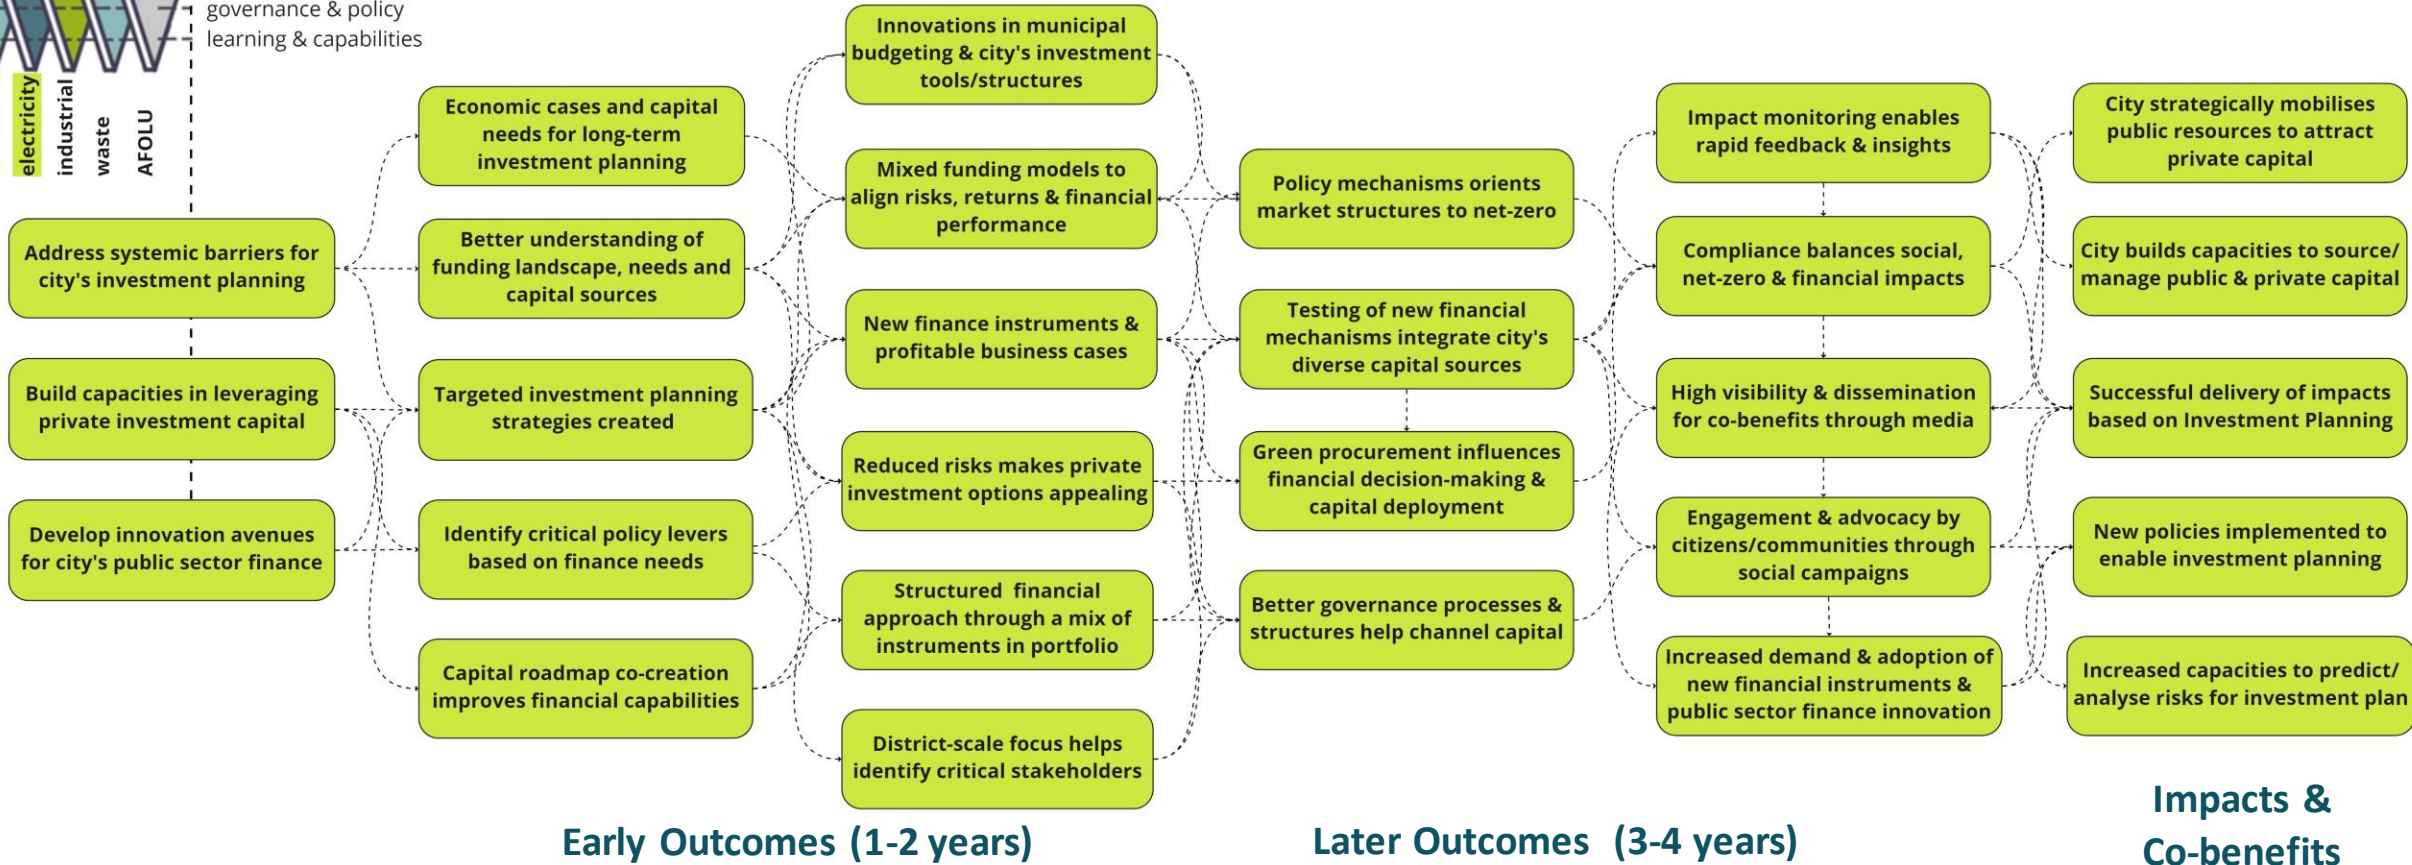 governance & policy
learning & capabilities
electricity
industrial
waste
AFOLU
Address systemic barriers for
city's investment planning
Build capacities in leveraging
private investment capital
Develop innovation avenues
for city's public sector finance
Economic cases and capital
needs for long-term
investment planning
Better understanding of
funding landscape, needs and
capital sources
Targeted investment planning
strategies created
Identify critical policy levers
based on finance needs
Capital roadmap co-creation
improves financial capabilities
Innovations in municipal
budgeting & city's investment
tools/structures
Mixed funding models to
align risks, returns & financial
performance
New finance instruments &
profitable business cases
Reduced risks makes private
investment options appealing
Structured financial
approach through a mix of
instruments in portfolio
District-scale focus helps
identify critical stakeholders
Policy mechanisms orients
market structures to net-zero
Testing of new financial
mechanisms integrate city's
diverse capital sources
Green procurement influences
financial decision-making &
capital deployment
Better governance processes &
structures help channel capital
Impact monitoring enables
rapid feedback & insights
Compliance balances social,
net-zero & financial impacts
High visibility & dissemination
for co-benefits through media
Engagement & advocacy by
citizens/communities through
social campaigns
Increased demand & adoption of
new financial instruments &
public sector finance innovation
City strategically mobilises
public resources to attract
private capital
City builds capacities to source/
manage public & private capital
Successful delivery of impacts
based on Investment Planning
New policies implemented to
enable investment planning
Increased capacities to predict/
analyse risks for investment plan
Early Outcomes (1-2 years)
Later Outcomes (3-4 years)
Impacts &
Co-benefits